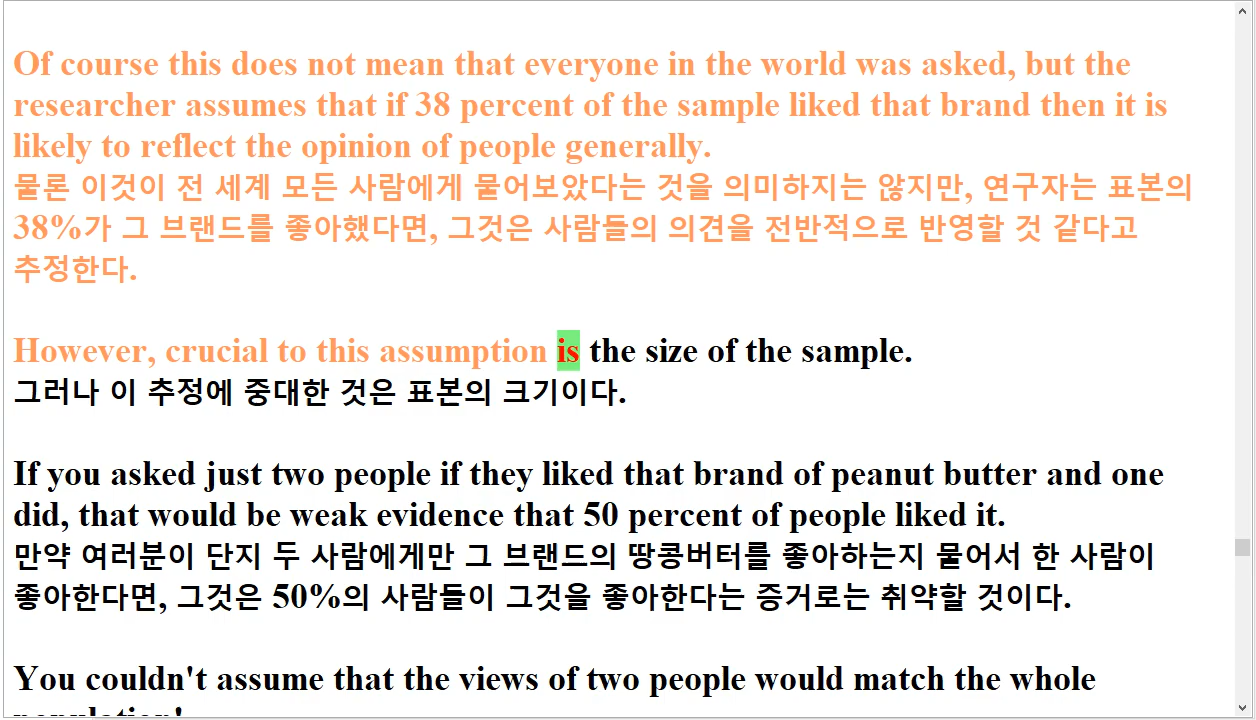 Of course this does not mean that everyone in the world was asked, but the
researcher assumes that if 38 percent of the sample liked that brand then it is
likely to reflect the opinion of people generally.
물론 이것이 전 세계 모든 사람에게 물어보았다는 것을 의미하지는 않지만, 연구자는 표본의
38%가 그 브랜드를 좋아했다면, 그것은 사람들의 의견을 전반적으로 반영할 것 같다고
추정한다.
However, crucial to this assumption is the size of the sample.
그러나 이 추정에 중대한 것은 표본의 크기이다.
If you asked just two people if they liked that brand of peanut butter and one
did, that would be weak evidence that 50 percent of people liked it.
만약 여러분이 단지 두 사람에게만 그 브랜드의 땅콩버터를 좋아하는지 물어서 한 사람이
좋아한다면, 그것은 50%의 사람들이 그것을 좋아한다는 증거로는 취약할 것이다.
You couldn't assume that the views of two people would match the whole
population!